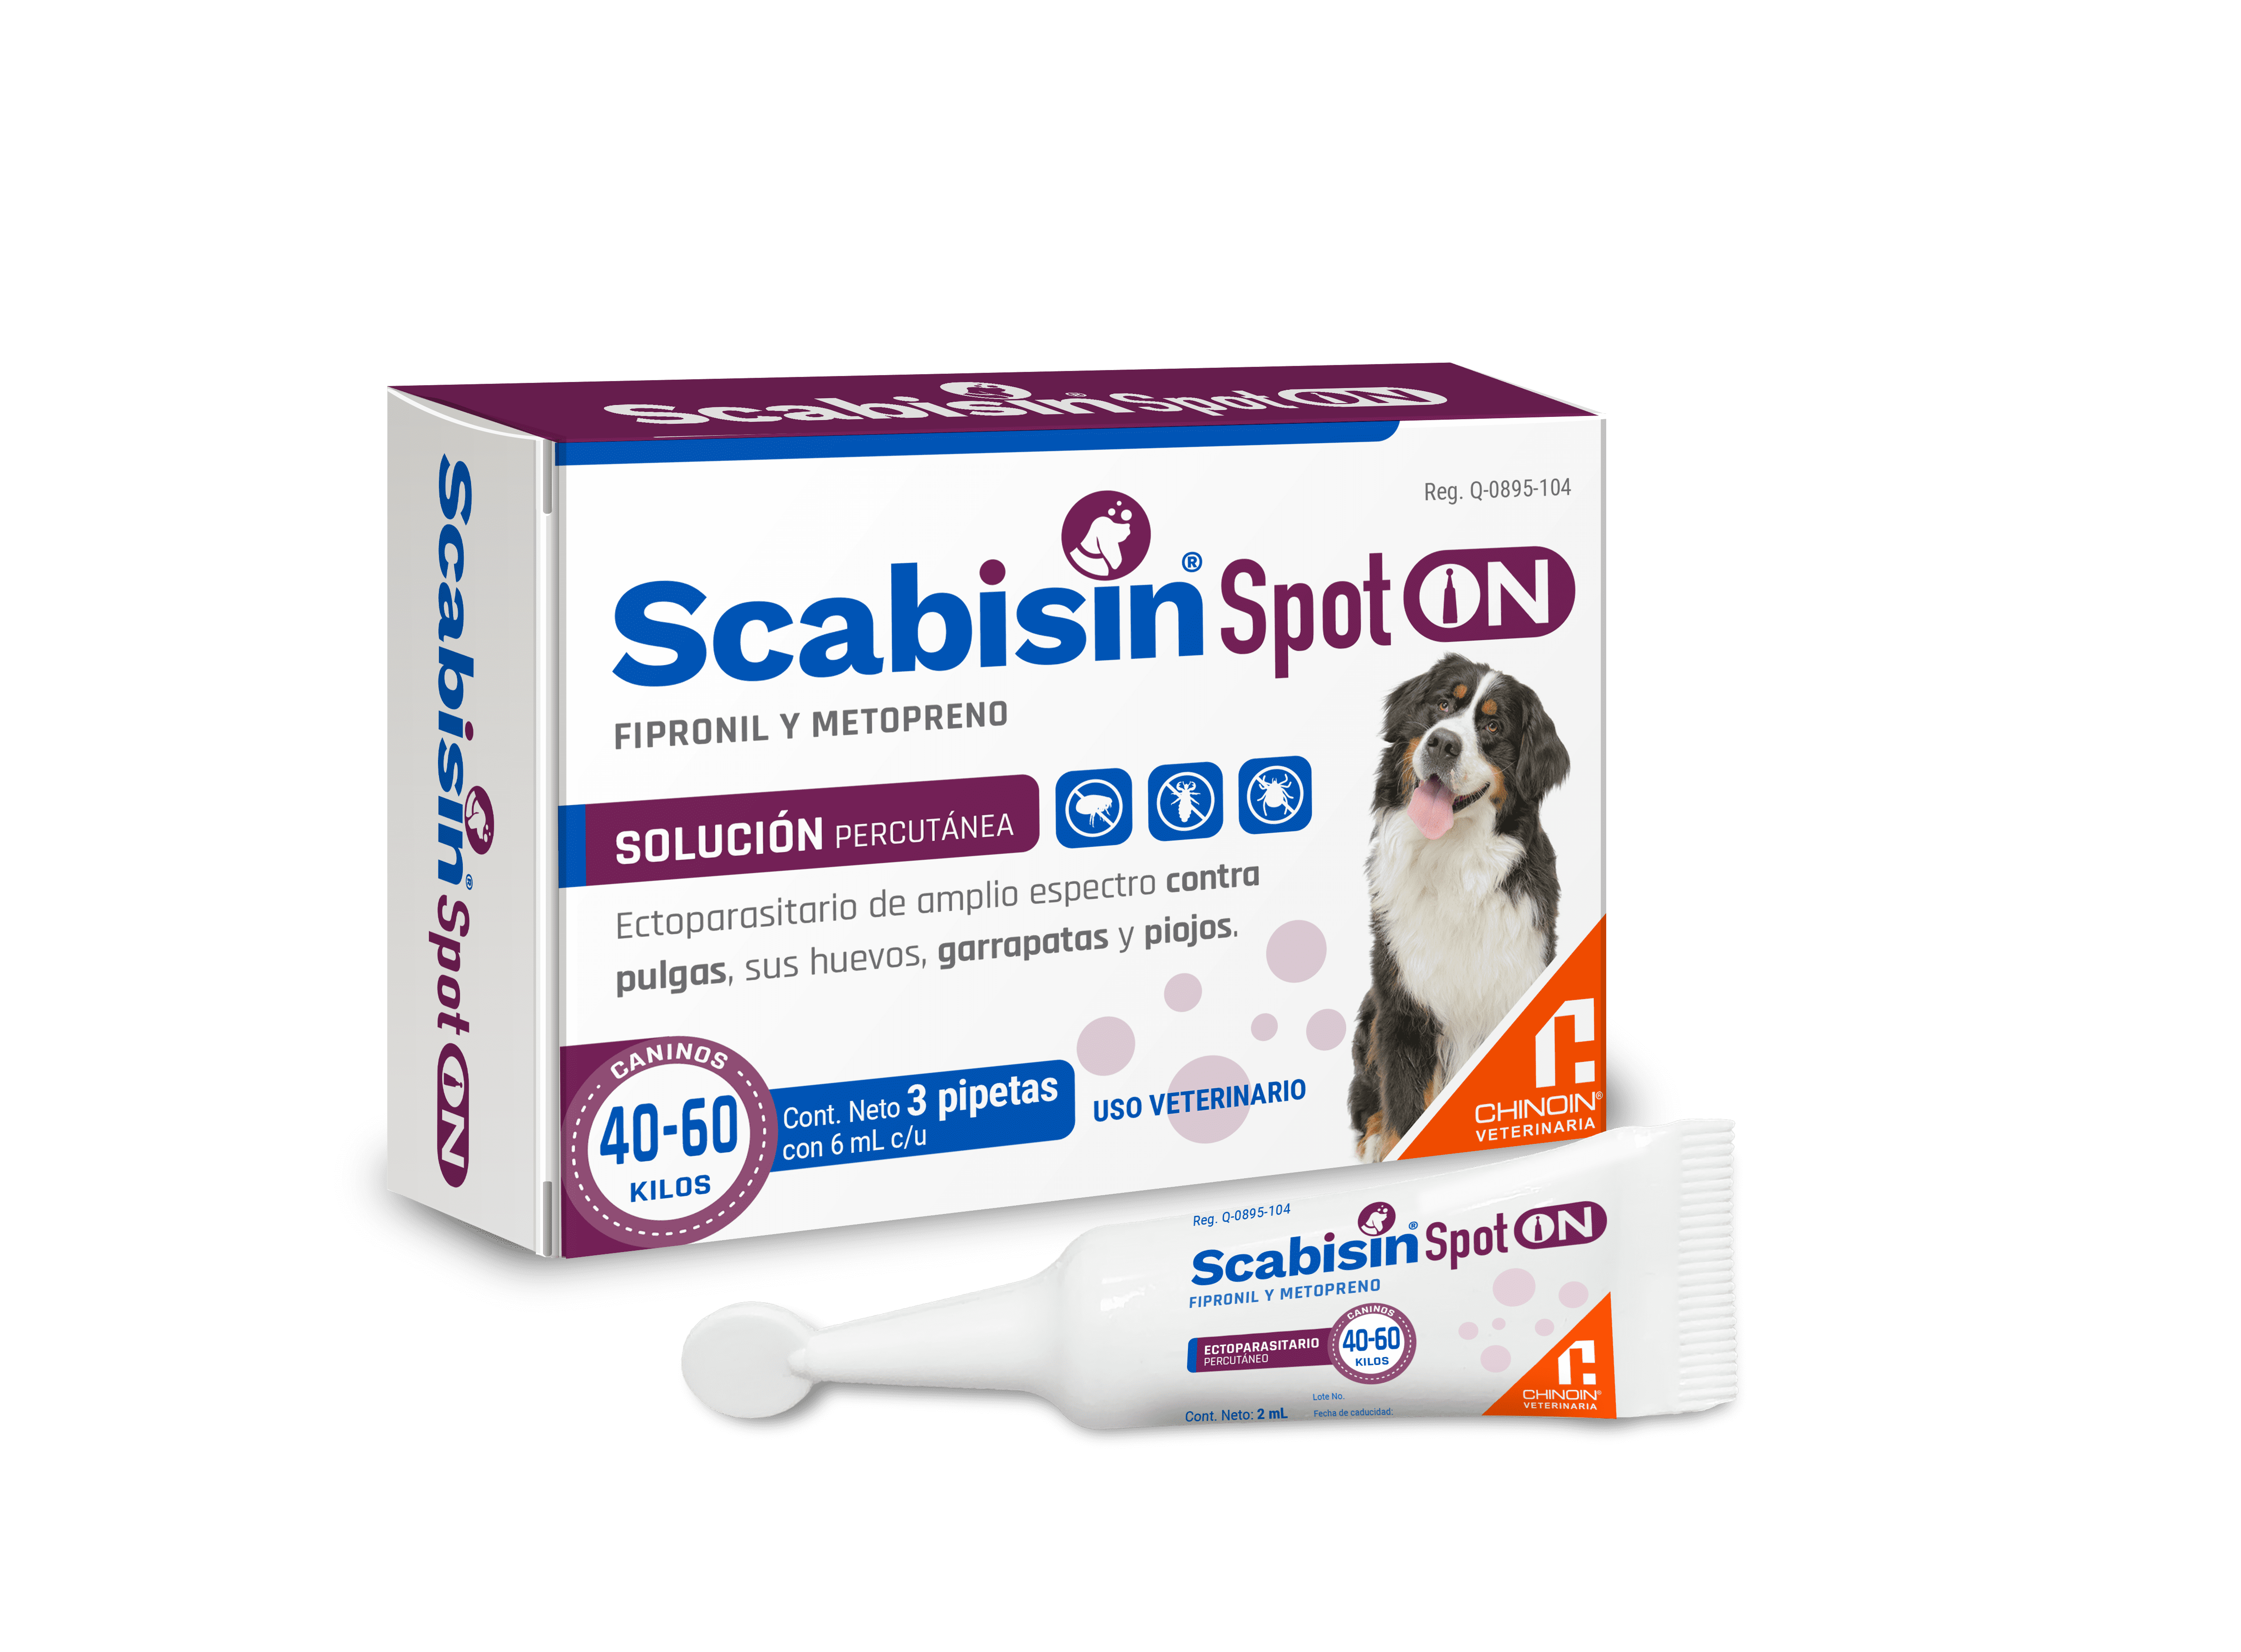 Scabisin Spot ON
Scabisin® Spot ON
Reg. Q-0895-104
Scabisin® Spot ON
FIPRONIL Y METOPRENO
SOLUCIÓN PERCUTÁNEA
Ectoparasitario de amplio espectro contra
pulgas, sus huevos, garrapatas y piojos.
CANINOS
40-60
KILOS
Cont. Neto 3 pipetas
con 6 mL c/u
USO VETERINARIO
CHINOIN®
VETERINARIA
Reg. Q-0895-104
Scabisin® Spot ON
FIPRONIL Y METOPRENO
ECTOPARASITARIO
PERCUTÁNEO
CANINOS
40-60
KILOS
Lote No.
Cont. Neto: 2 mL
Fecha de caducidad:
CHINOIN®
VETERINARIA